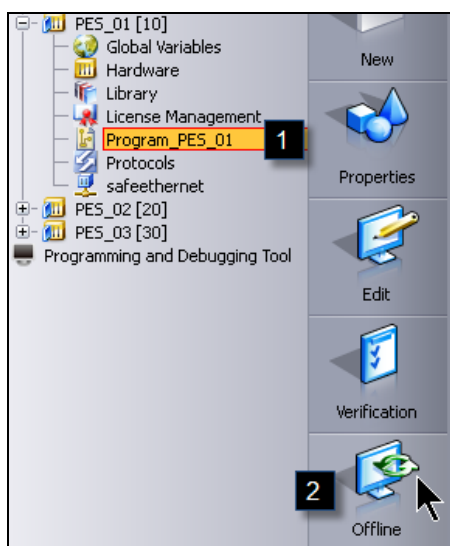 PES_01 [10]
Global Variables
Hardware
Library
License Management
Program_PES_01
1
Protocols
safeethernet
PES_02 [20]
PES_03 [30]
Programming and Debugging Tool
New
Properties
Edit
Verification
2
Offline